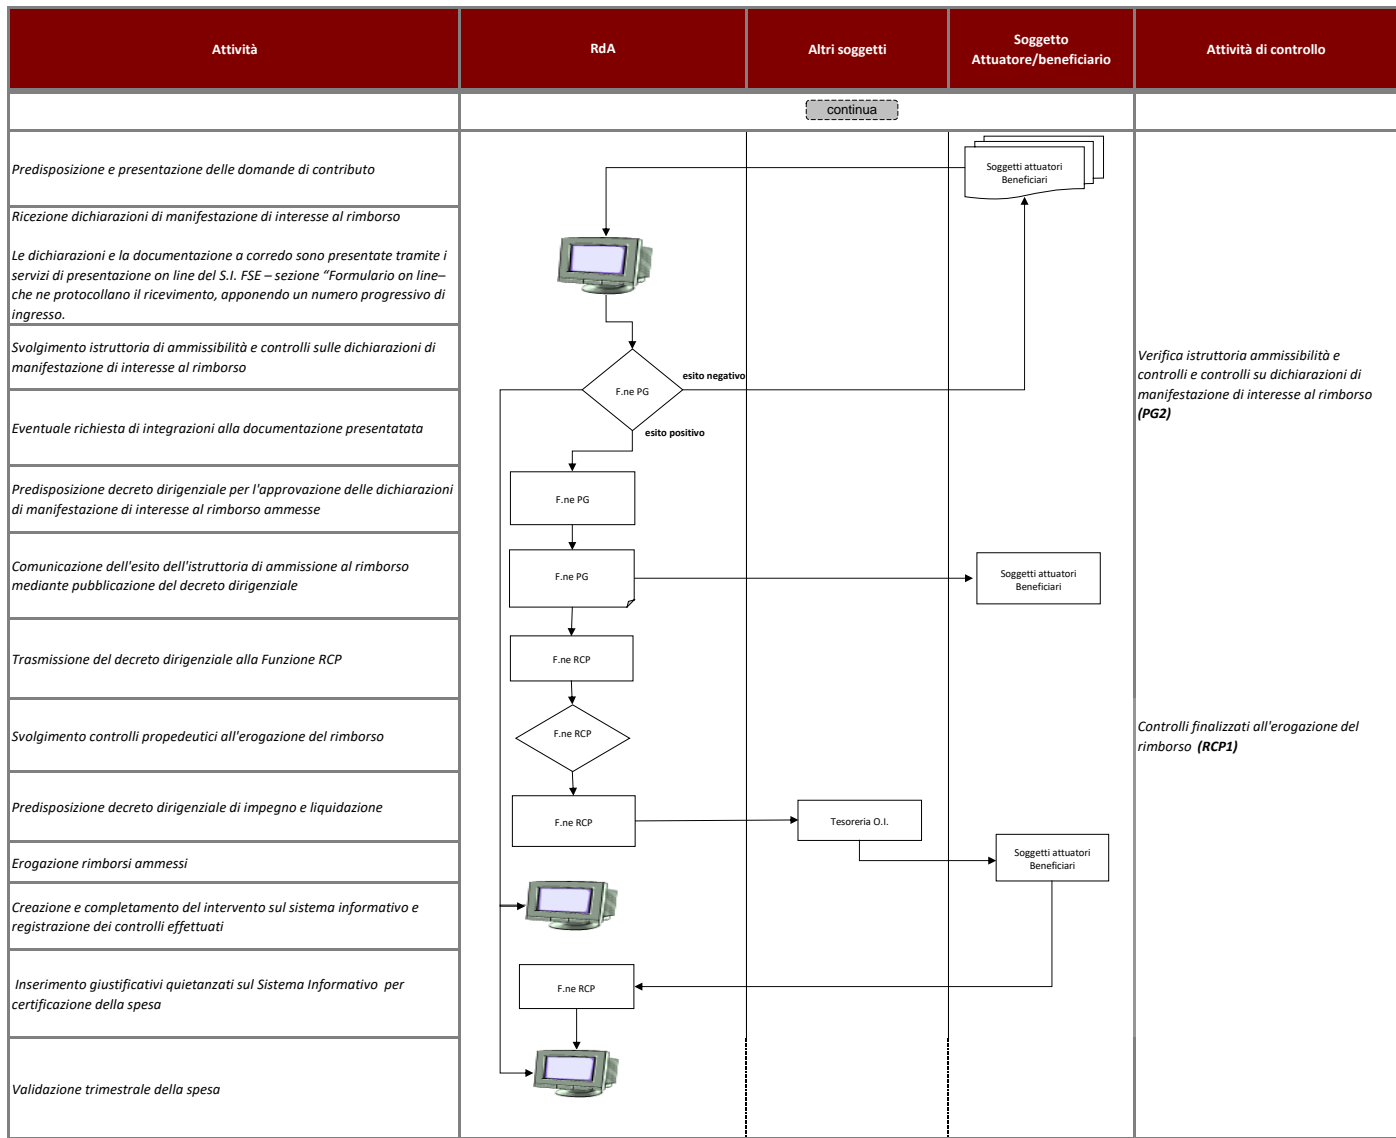 Attività
RdA
Altri soggetti
Soggetto
Attuatore/beneficiario
Attività di controllo
continua
Predisposizione e presentazione delle domande di contributo
Soggetti attuatori
Beneficiari
Ricezione dichiarazioni di manifestazione di interesse al rimborso
Le dichiarazioni e la documentazione a corredo sono presentate tramite i
servizi di presentazione on line del S.I. FSE – sezione “Formulario on line–
che ne protocollano il ricevimento, apponendo un numero progressivo di
ingresso.
Svolgimento istruttoria di ammissibilità e controlli sulle dichiarazioni di
manifestazione di interesse al rimborso
F.ne PG
esito negativo
esito positivo
Verifica istruttoria ammissibilità e
controlli e controlli su dichiarazioni di
manifestazione di interesse al rimborso
(PG2)
Eventuale richiesta di integrazioni alla documentazione presentatata
Predisposizione decreto dirigenziale per l'approvazione delle dichiarazioni
di manifestazione di interesse al rimborso ammesse
F.ne PG
Comunicazione dell'esito dell'istruttoria di ammissione al rimborso
mediante pubblicazione del decreto dirigenziale
F.ne PG
Soggetti attuatori
Beneficiari
Trasmissione del decreto dirigenziale alla Funzione RCP
F.ne RCP
Svolgimento controlli propedeutici all'erogazione del rimborso
F.ne RCP
Controlli finalizzati all'erogazione del
rimborso (RCP1)
Predisposizione decreto dirigenziale di impegno e liquidazione
F.ne RCP
Tesoreria O.I.
Erogazione rimborsi ammessi
Soggetti attuatori
Beneficiari
Creazione e completamento del intervento sul sistema informativo e
registrazione dei controlli effettuati
Inserimento giustificativi quietanzati sul Sistema Informativo per
certificazione della spesa
F.ne RCP
Validazione trimestrale della spesa